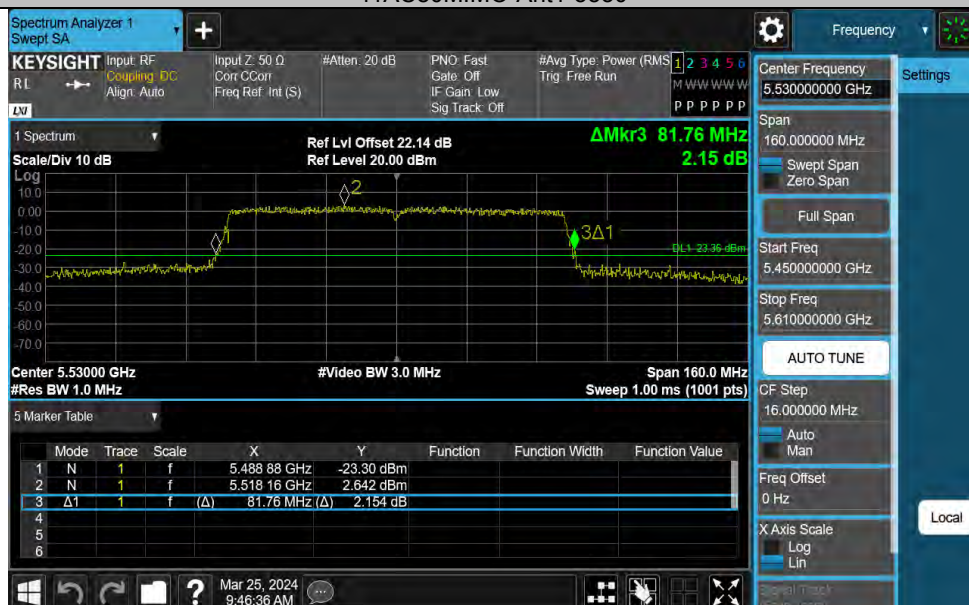 11AC80MIMO-Ant1-5530
Spectrum Analyzer 1
Swept SA
Frequency
KEYSIGHT
RL
LXI
Input: RF
Coupling: DC
Align: Auto
Input Z: 50 Ω
Corr CCorr
Freq Ref: Int (S)
#Atten: 20 dB
PNO: Fast
Gate: Off
IF Gain: Low
Sig Track: Off
#Avg Type: Power (RMS
Trig: Free Run
1 2 3 4 5 6
M W W W W W
P P P P P P
1 Spectrum
Scale/Div 10 dB
Ref Lvl Offset 22.14 dB
Ref Level 20.00 dBm
ΔMkr3 81.76 MHz
2.15 dB
Log
10.0
0.00
-10.0
-20.0
-30.0
-40.0
-50.0
-60.0
-70.0
2
3Δ1
DL1 -23.36 dBm
Center 5.53000 GHz
#Res BW 1.0 MHz
#Video BW 3.0 MHz
Span 160.0 MHz
Sweep 1.00 ms (1001 pts)
5 Marker Table
Mode Trace Scale X Y Function Function Width Function Value
1 N 1 f 5.488 88 GHz -23.30 dBm
2 N 1 f 5.518 16 GHz 2.642 dBm
3 Δ1 1 f (Δ) 81.76 MHz (Δ) 2.154 dB
4
5
6
Mar 25, 2024
9:46:36 AM
Center Frequency
5.530000000 GHz
Span
160.000000 MHz
Swept Span
Zero Span
Full Span
Start Freq
5.450000000 GHz
Stop Freq
5.610000000 GHz
AUTO TUNE
CF Step
16.000000 MHz
Auto
Man
Freq Offset
0 Hz
X Axis Scale
Log
Lin
Signal Track
Settings
Local